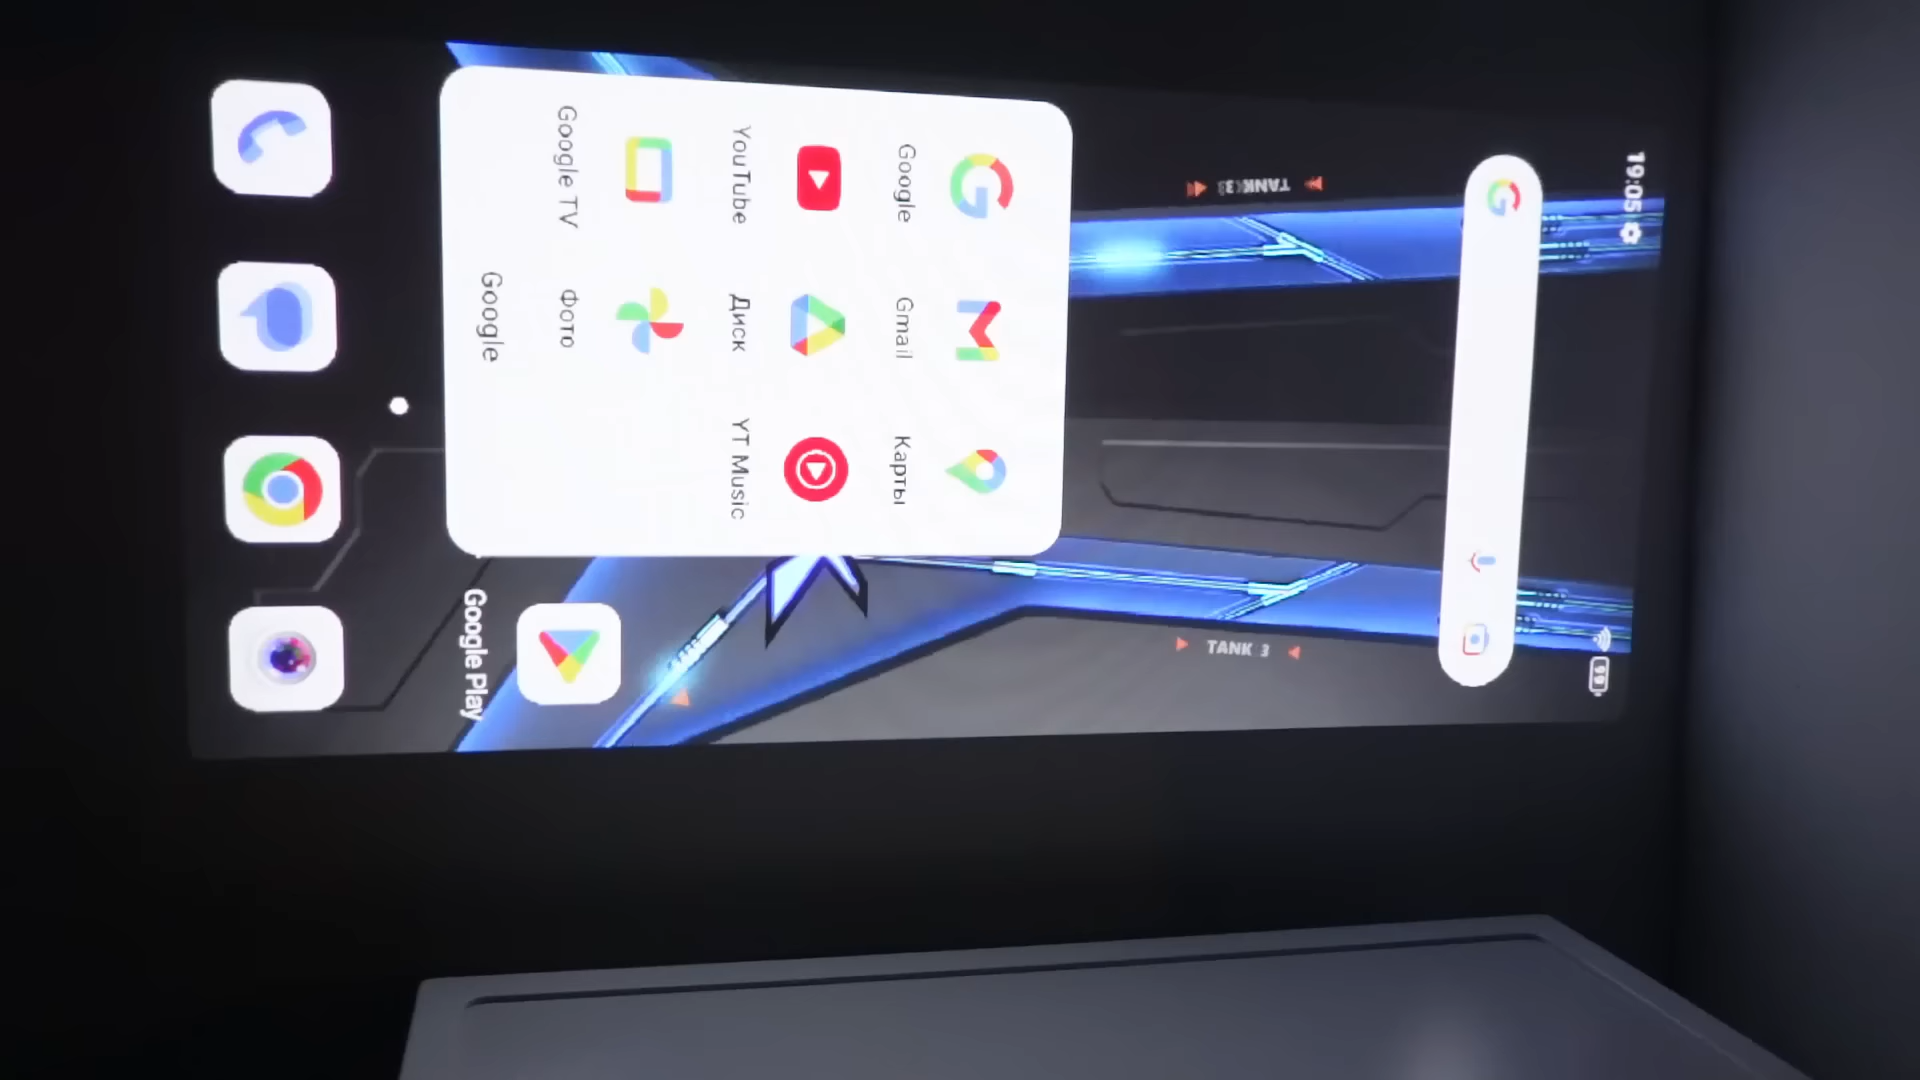 19:05
99
TANK 3
TANK 3
Google
Gmail
Карты
YouTube
Диск
YT Music
Google TV
Фото
Google
Google Play